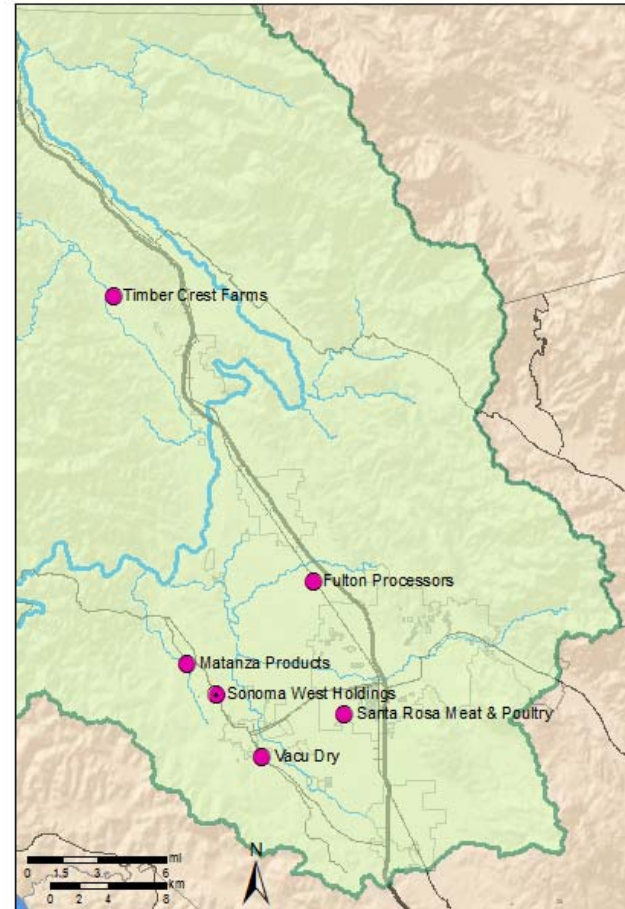 Timber Crest Farms
Fulton Processors
Matanza Products
Sonoma West Holdings
Santa Rosa Meat & Poultry
Vacu Dry
N
mi
0 1.5 3 6
km
0 2 4 8